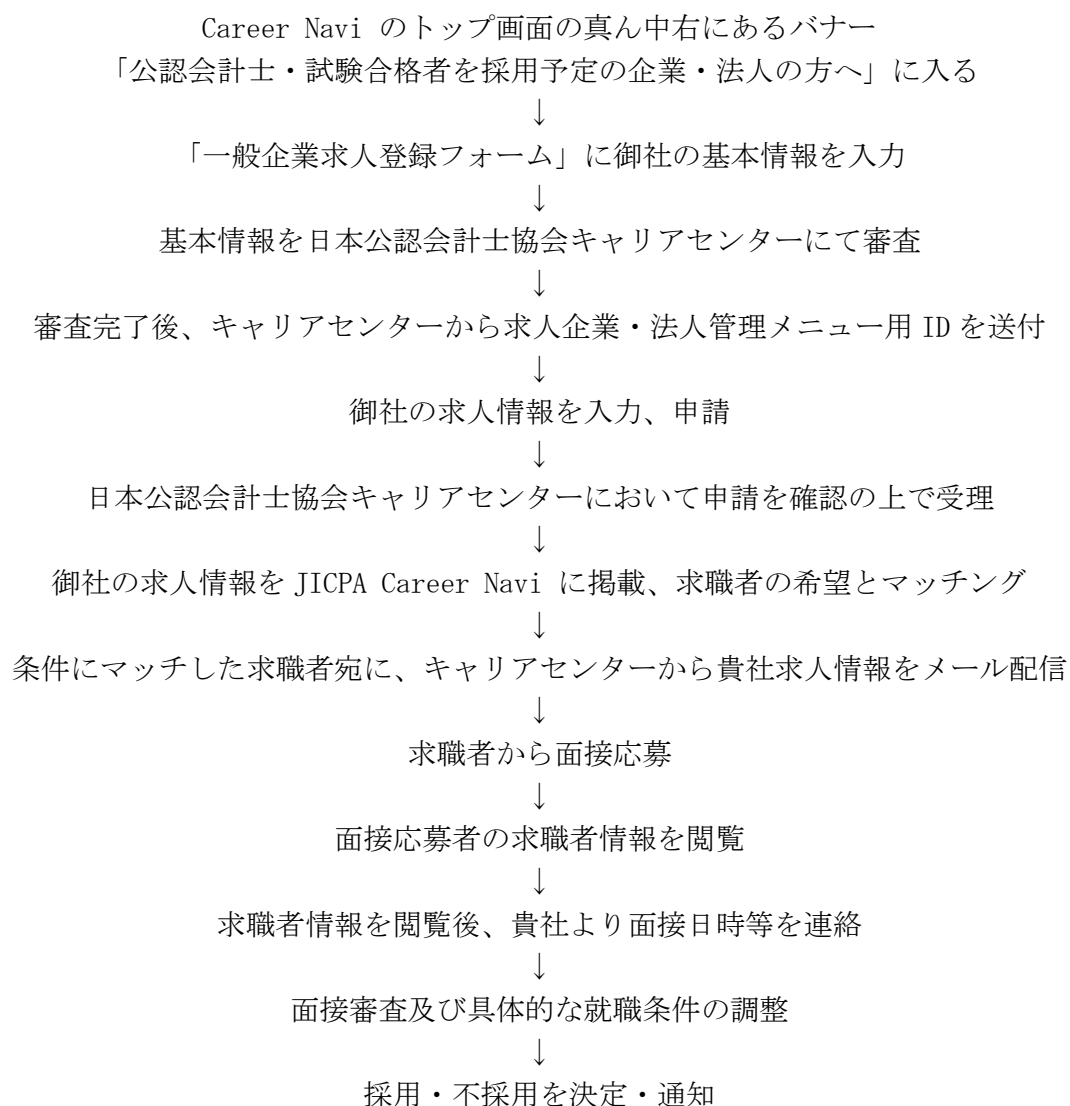 Career Navi のトップ画面の真ん中右にあるバナー
「公認会計士・試験合格者を採用予定の企業・法人の方へ」に入る
↓
「一般企業求人登録フォーム」に御社の基本情報を入力
↓
基本情報を日本公認会計士協会キャリアセンターにて審査
↓
審査完了後、キャリアセンターから求人企業・法人管理メニュー用 ID を送付
↓
御社の求人情報を入力、申請
↓
日本公認会計士協会キャリアセンターにおいて申請を確認の上で受理
↓
御社の求人情報を JICPA Career Navi に掲載、求職者の希望とマッチング
↓
条件にマッチした求職者宛に、キャリアセンターから貴社求人情報をメール配信
↓
求職者から面接応募
↓
面接応募者の求職者情報を閲覧
↓
求職者情報を閲覧後、貴社より面接日時等を連絡
↓
面接審査及び具体的な就職条件の調整
↓
採用・不採用を決定・通知